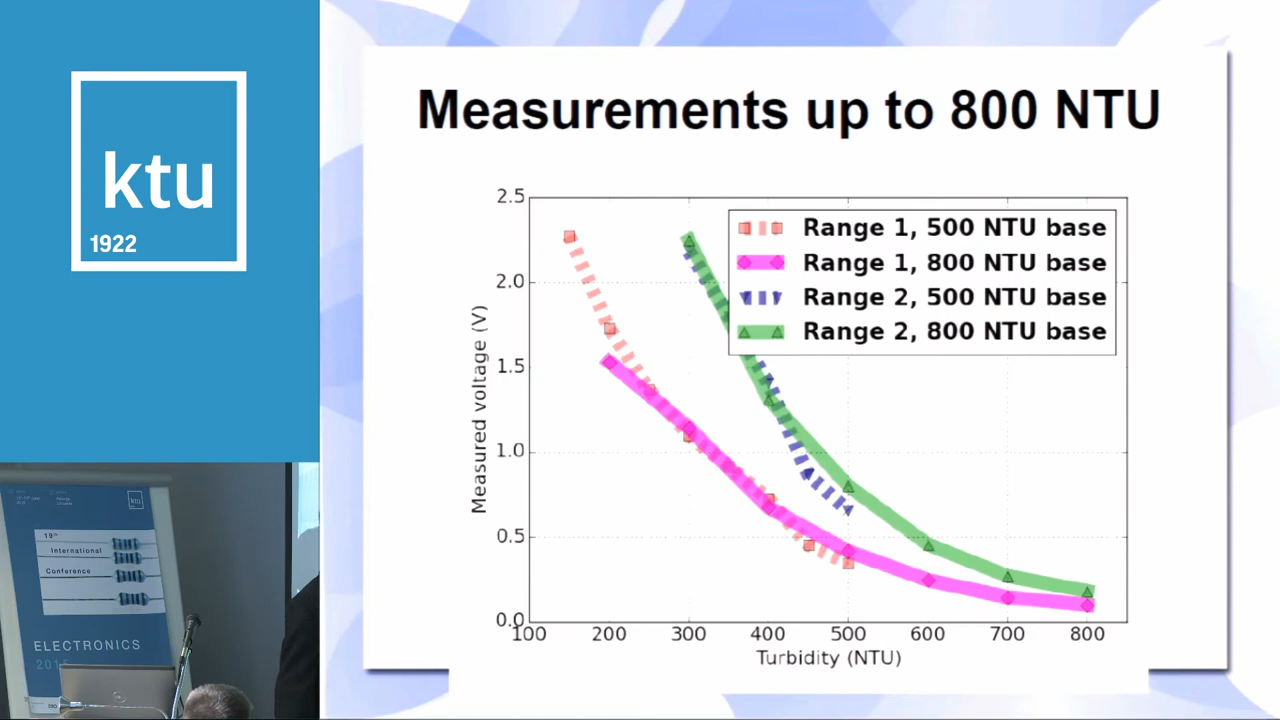 ktu
1922
Measurements up to 800 NTU
2.5
2.0
1.5
1.0
0.5
0.0
Measured voltage (V)
Range 1, 500 NTU base
Range 1, 800 NTU base
Range 2, 500 NTU base
Range 2, 800 NTU base
100 200 300 400 500 600 700 800
Turbidity (NTU)
ktu
19th
International
Conference
ELECTRONICS